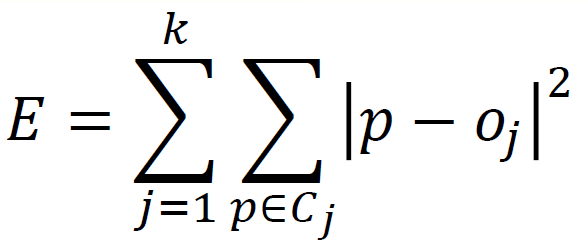 E = ∑_{j=1}^{k} ∑_{p∈C_j} |p − o_j|^2